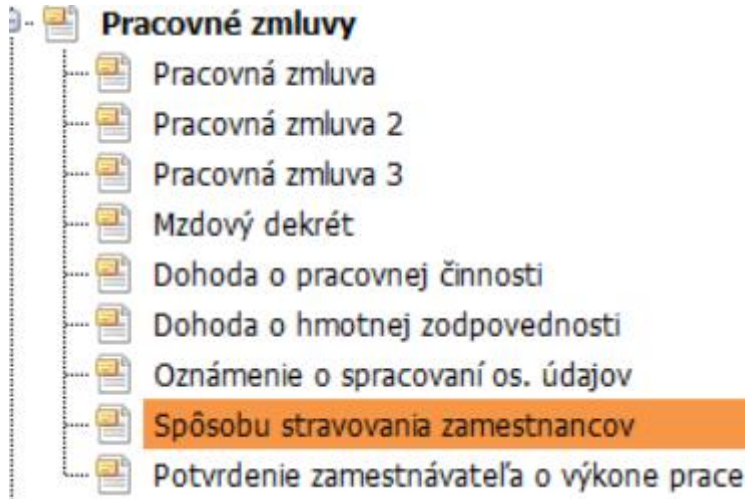 Pracovné zmluvy
Pracovná zmluva
Pracovná zmluva 2
Pracovná zmluva 3
Mzdový dekrét
Dohoda o pracovnej činnosti
Dohoda o hmotnej zodpovednosti
Oznámenie o spracovaní os. údajov
Spôsobu stravovania zamestnancov
Potvrdenie zamestnávateľa o výkone prace